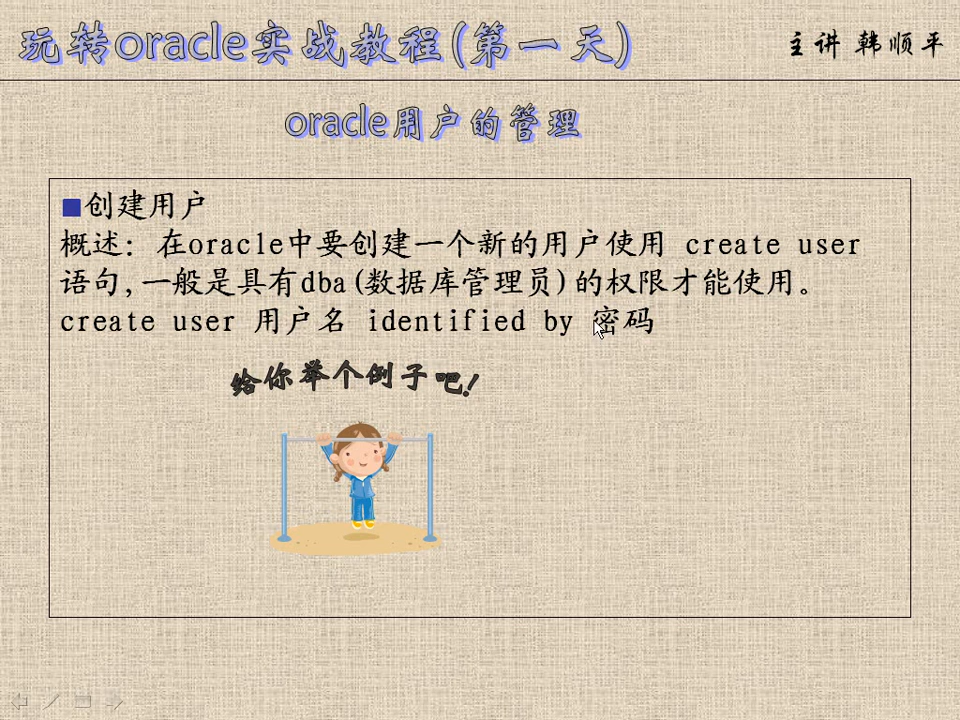 玩转oracle实战教程(第一天)
主讲 韩顺平
oracle用户的管理
■创建用户
概述: 在oracle中要创建一个新的用户使用 create user
语句,一般是具有dba(数据库管理员)的权限才能使用。
create user 用户名 identified by 密码
给你举个例子吧!